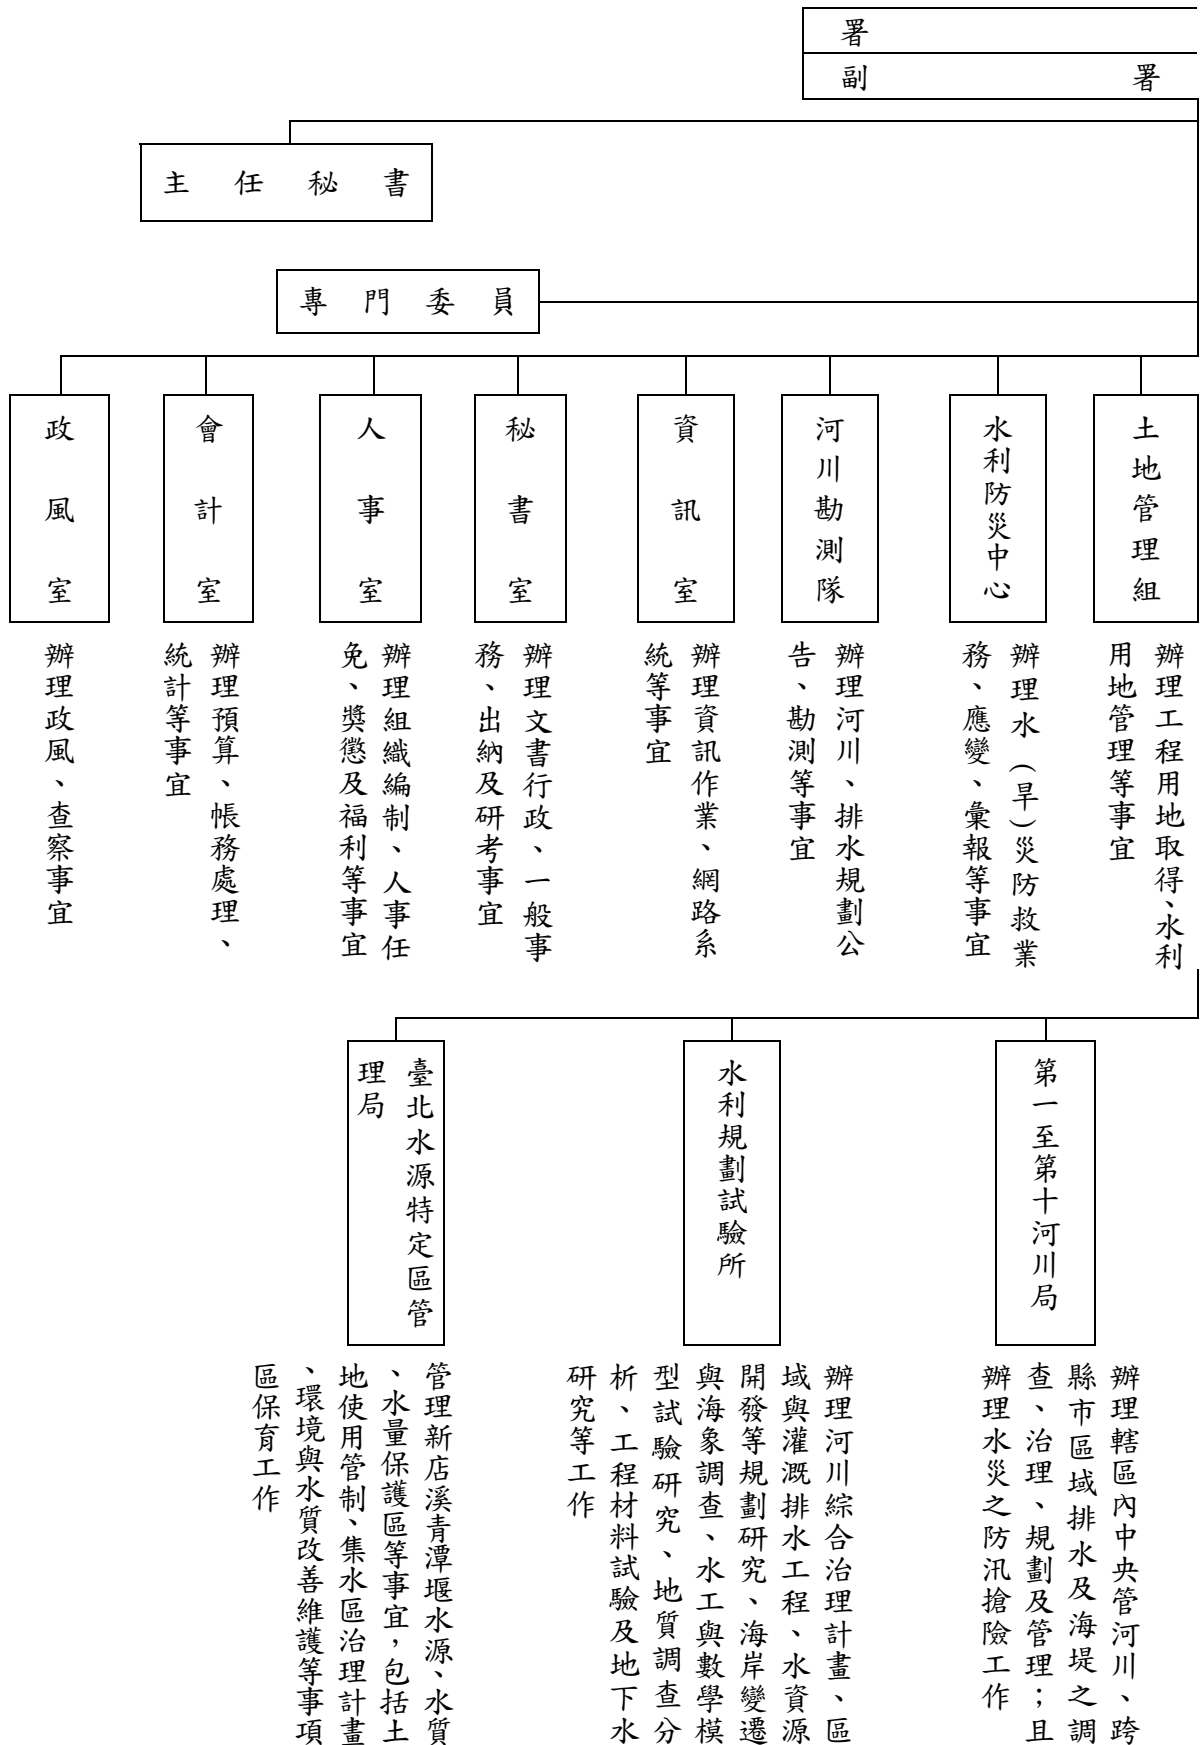 署
副署
主任秘書
專門委員
政風室
辦理政風、查察事宜
會計室
辦理預算、帳務處理、
統計等事宜
人事室
辦理組織編制、人事任
免、獎懲及福利等事宜
秘書室
辦理文書行政、一般事
務、出納及研考事宜
資訊室
辦理資訊作業、網路系
統等事宜
河川勘測隊
辦理河川、排水規劃公
告、勘測等事宜
水利防災中心
辦理水(旱)災防救業
務、應變、彙報等事宜
土地管理組
辦理工程用地取得、水利
用地管理等事宜
臺北水源特定區管
理局
管理新店溪青潭堰水源、水質
、水量保護區等事宜，包括土
地使用管制、集水區治理計畫
、環境與水質改善維護等事項
區保育工作
水利規劃試驗所
辦理河川綜合治理計畫、區
域與灌溉排水工程、水資源
開發等規劃研究、海岸變遷
與海象調查、水工與數學模
型試驗研究、地質調查分
析、工程材料試驗及地下水
研究等工作
第一至第十河川局
辦理轄區內中央管河川、跨
縣市區域排水及海堤之調
查、治理、規劃及管理；且
辦理水災之防汛搶險工作